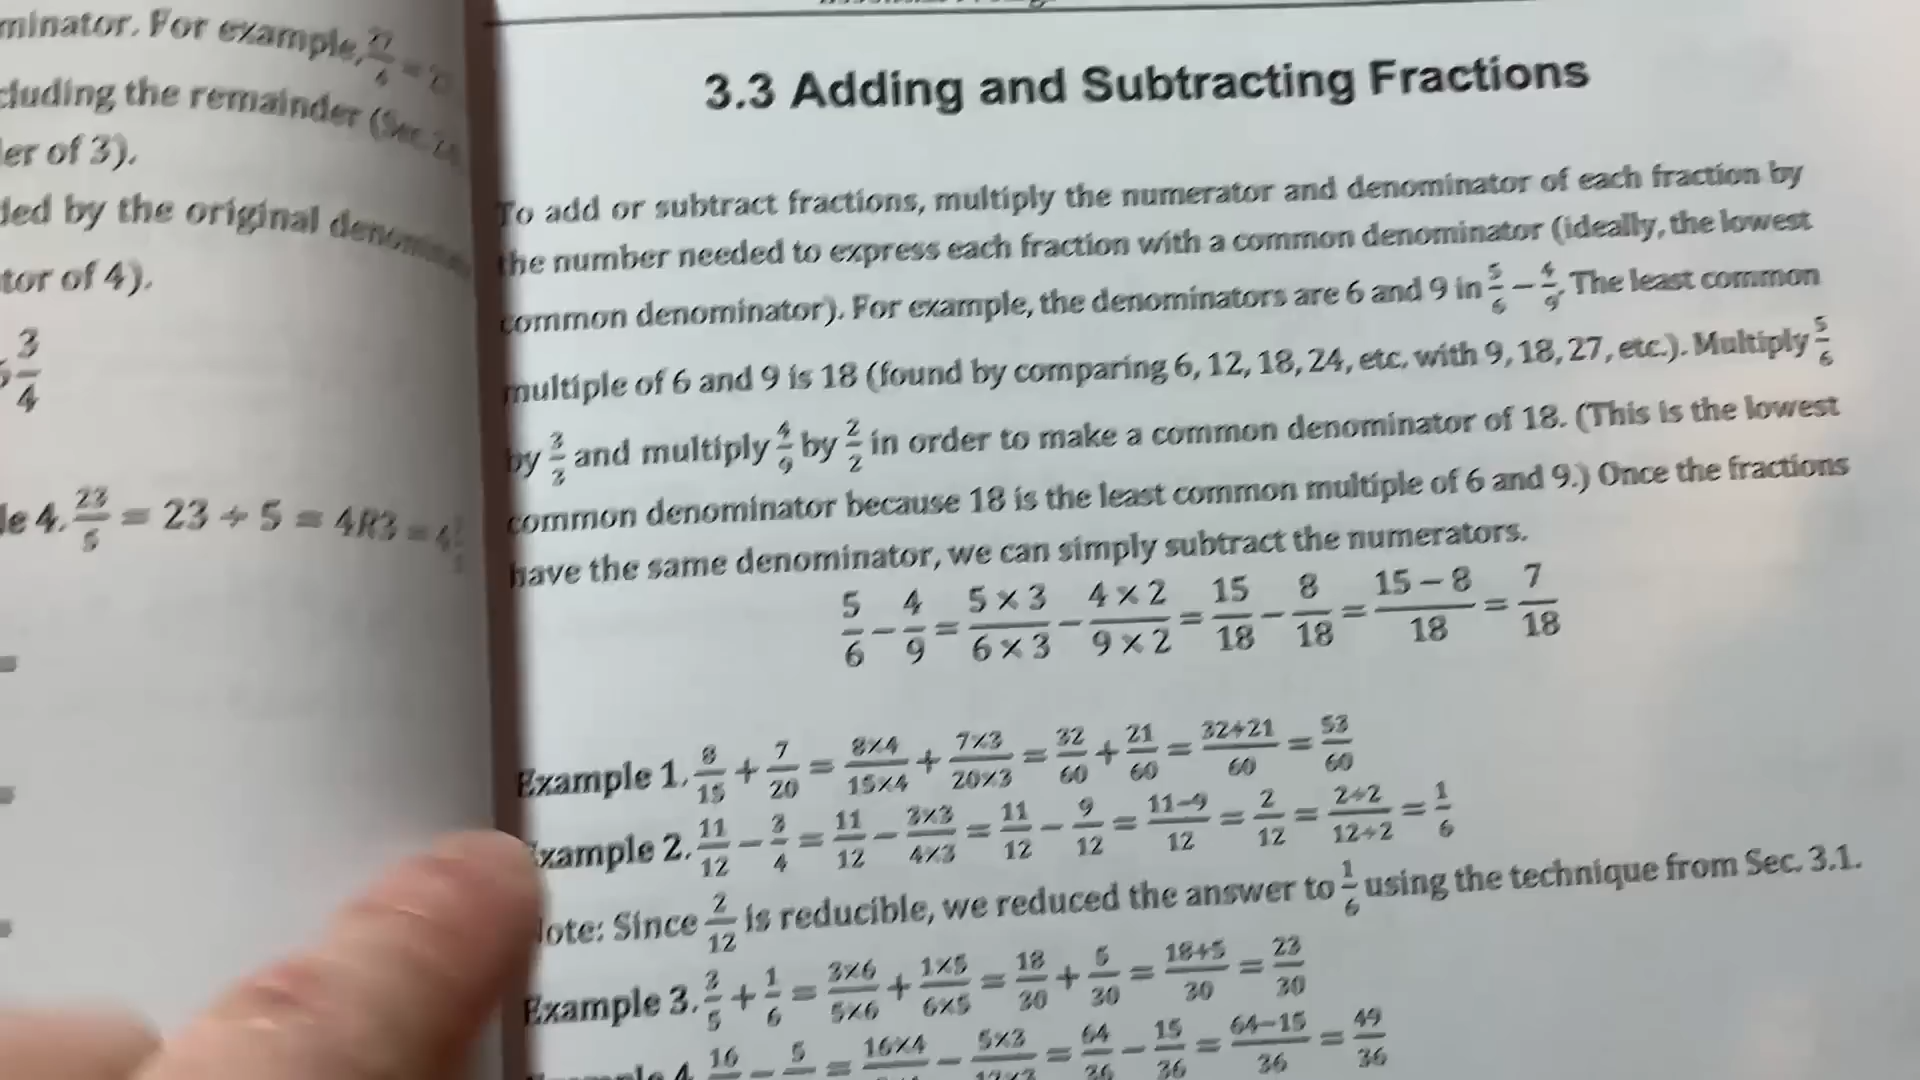 minator. For example,
cluding the remainder (Sec.
er of 3).
ded by the original
tor of 4).
3/4
le 4. 23/5 = 23 ÷ 5 = 4R3 = 4
3.3 Adding and Subtracting Fractions
To add or subtract fractions, multiply the numerator and denominator of each fraction by
the number needed to express each fraction with a common denominator (ideally, the lowest
common denominator). For example, the denominators are 6 and 9 in 5/6 − 4/9. The least common
multiple of 6 and 9 is 18 (found by comparing 6, 12, 18, 24, etc. with 9, 18, 27, etc.). Multiply 5/6
by 3/3 and multiply 4/9 by 2/2 in order to make a common denominator of 18. (This is the lowest
common denominator because 18 is the least common multiple of 6 and 9.) Once the fractions
have the same denominator, we can simply subtract the numerators.
5/6 − 4/9 = 5 × 3/6 × 3 − 4 × 2/9 × 2 = 15/18 − 8/18 = 15 − 8/18 = 7/18
Example 1. 8/15 + 7/20 = 8×4/15×4 + 7×3/20×3 = 32/60 + 21/60 = 32+21/60 = 53/60
xample 2. 11/12 − 3/4 = 11/12 − 3×3/4×3 = 11/12 − 9/12 = 11−9/12 = 2/12 = 2÷2/12÷2 = 1/6
ote: Since 2/12 is reducible, we reduced the answer to 1/6 using the technique from Sec. 3.1.
Example 3. 3/5 + 1/6 = 3×6/5×6 + 1×5/6×5 = 18/30 + 5/30 = 18+5/30 = 23/30
4. 16 − 5 = 16×4 − 5×3 = 64/36 − 15/36 = 64−15/36 = 49/36